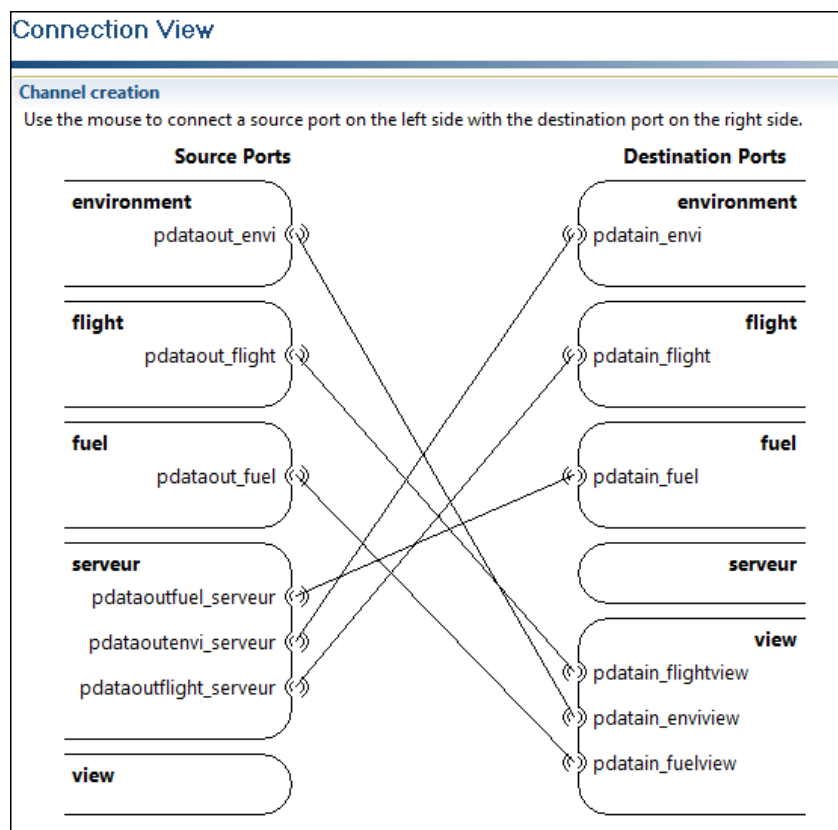 Connection View
Channel creation
Use the mouse to connect a source port on the left side with the destination port on the right side.
Source Ports
Destination Ports
environment
pdataout_envi
flight
pdataout_flight
fuel
pdataout_fuel
serveur
pdataoutfuel_serveur
pdataoutenvi_serveur
pdataoutflight_serveur
view
environment
pdatain_envi
flight
pdatain_flight
fuel
pdatain_fuel
serveur
view
pdatain_flightview
pdatain_enviview
pdatain_fuelview